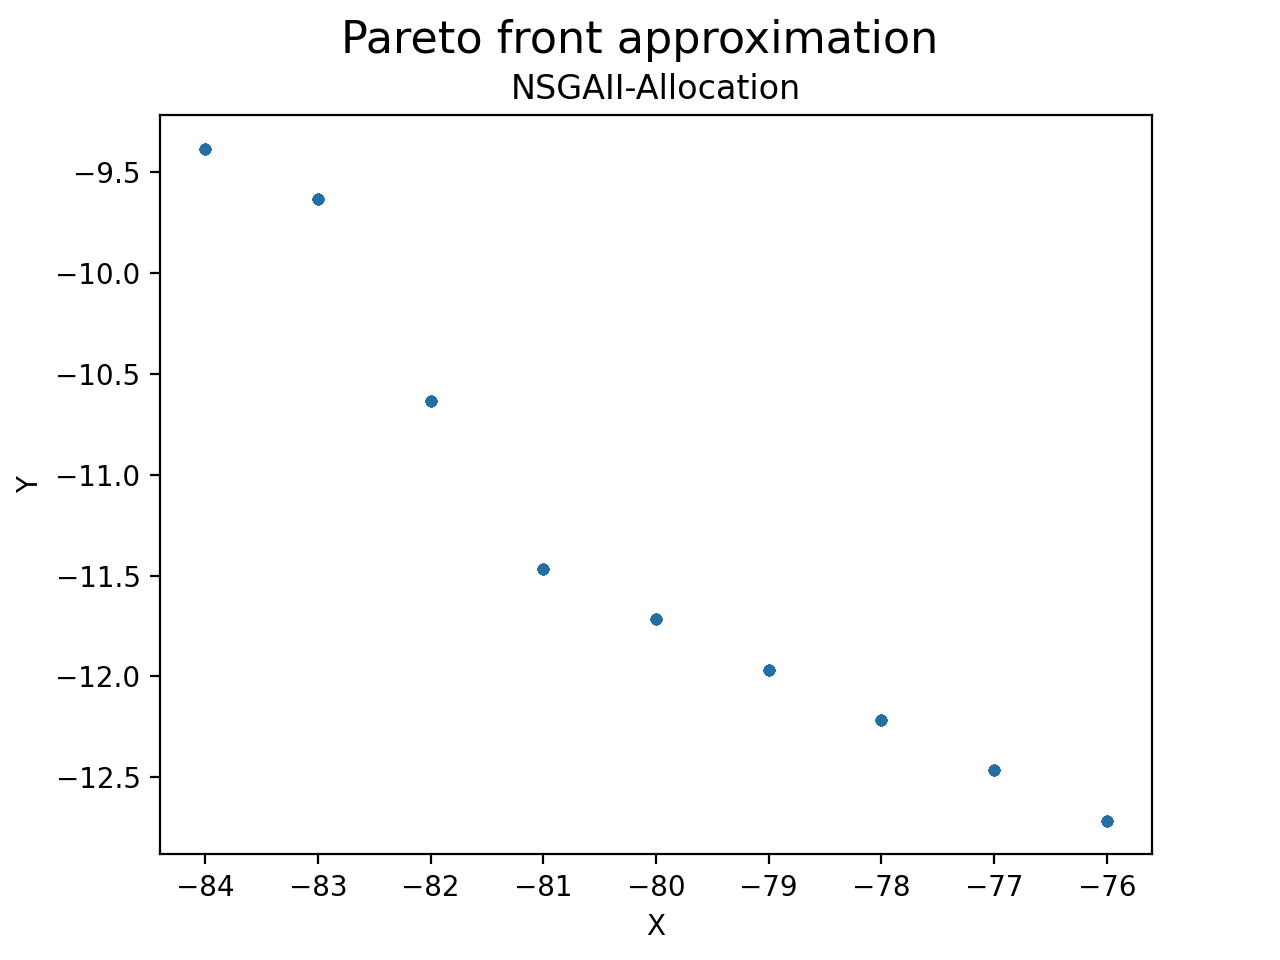 Pareto front approximation
NSGAII-Allocation
−9.5
−10.0
−10.5
−11.0
−11.5
−12.0
−12.5
Y
−84 −83 −82 −81 −80 −79 −78 −77 −76
X